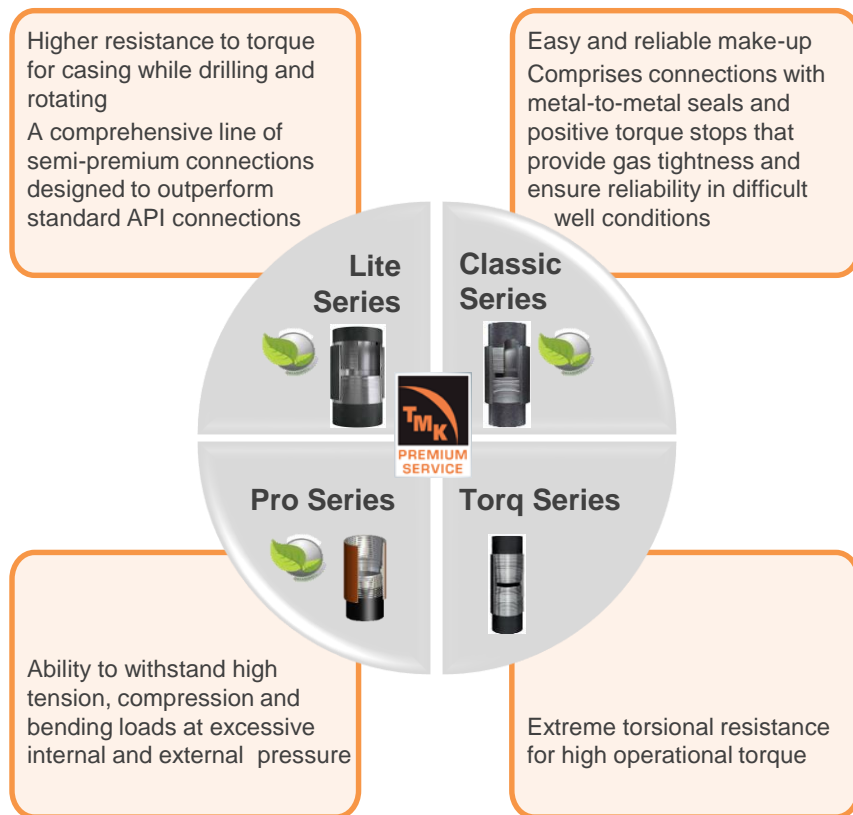 Higher resistance to torque
for casing while drilling and
rotating
A comprehensive line of
semi-premium connections
designed to outperform
standard API connections
Easy and reliable make-up
Comprises connections with
metal-to-metal seals and
positive torque stops that
provide gas tightness and
ensure reliability in difficult
well conditions
Lite
Series
Classic
Series
TMK
PREMIUM
SERVICE
Pro Series
Torq Series
Ability to withstand high
tension, compression and
bending loads at excessive
internal and external pressure
Extreme torsional resistance
for high operational torque